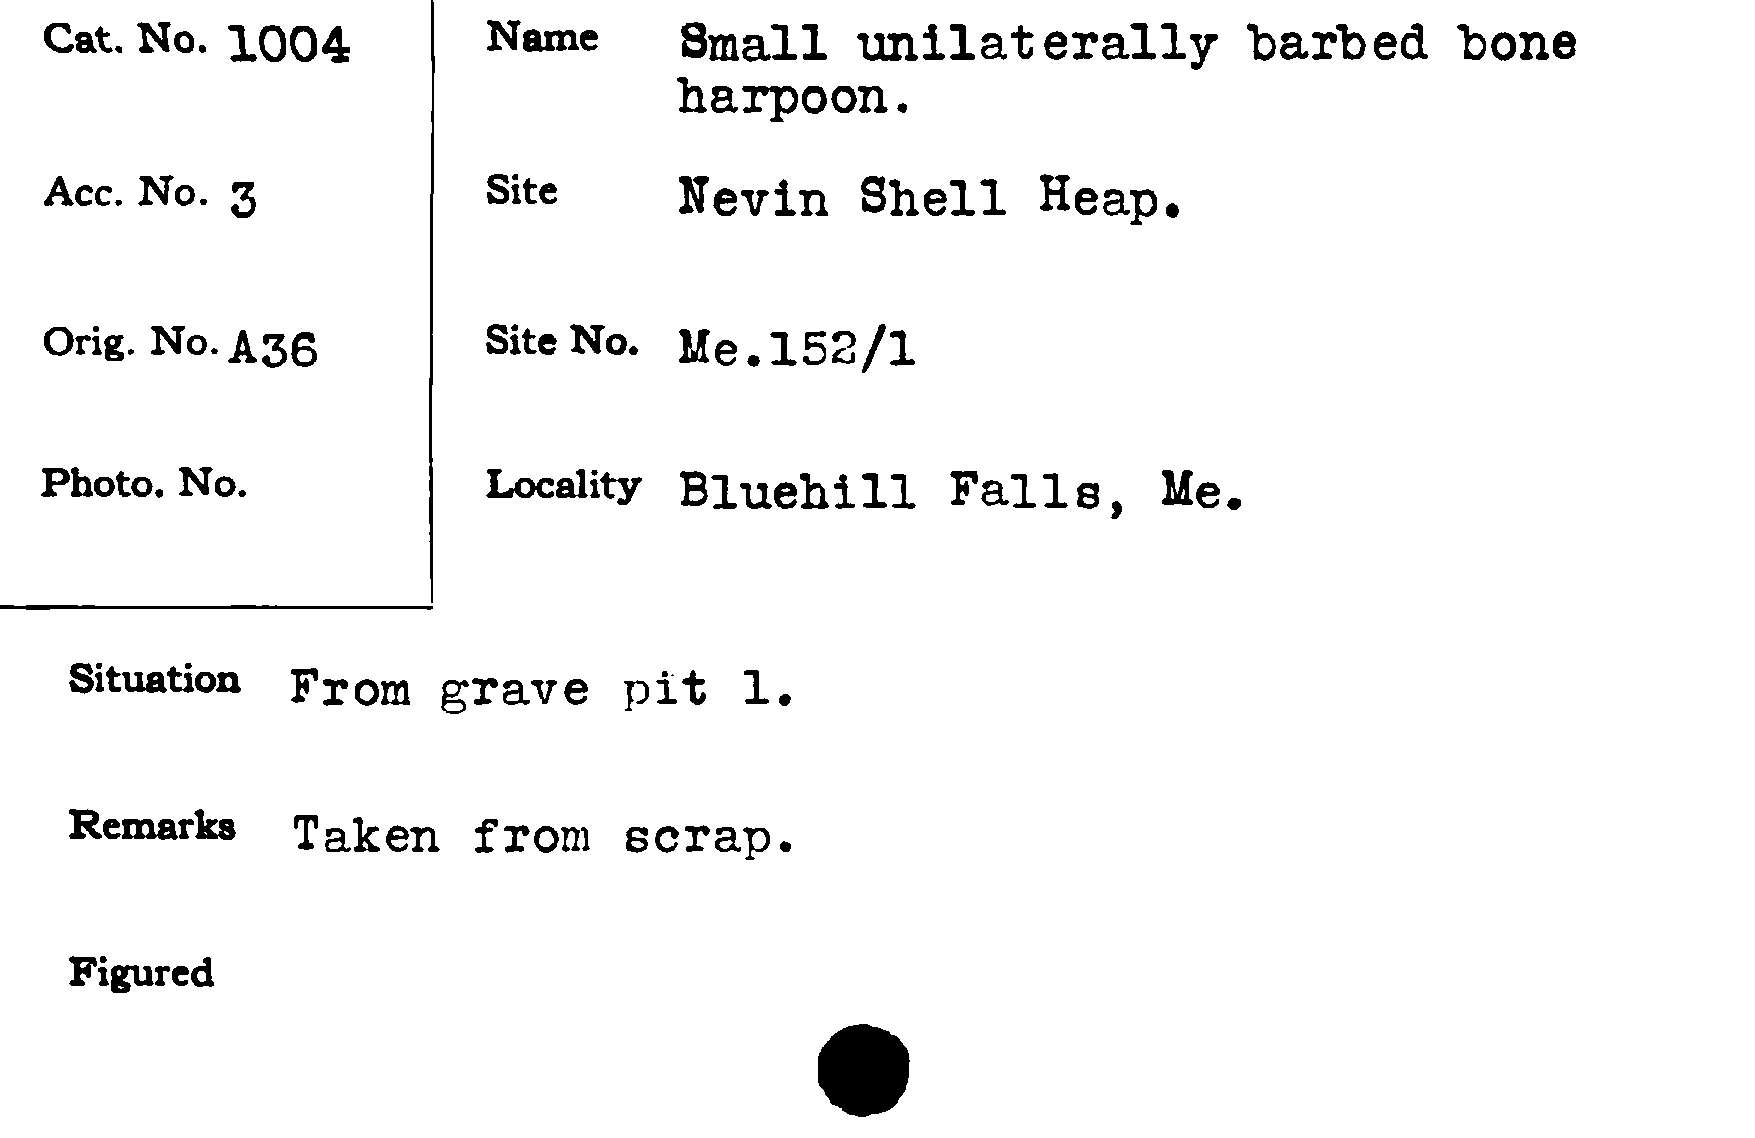 Cat. No. 1004
Name Small unilaterally barbed bone
harpoon.
Acc. No. 3
Site Nevin Shell Heap.
Orig. No. A36
Site No. Me.152/1
Photo. No.
Locality Bluehill Falls, Me.
Situation From grave pit 1.
Remarks Taken from scrap.
Figured